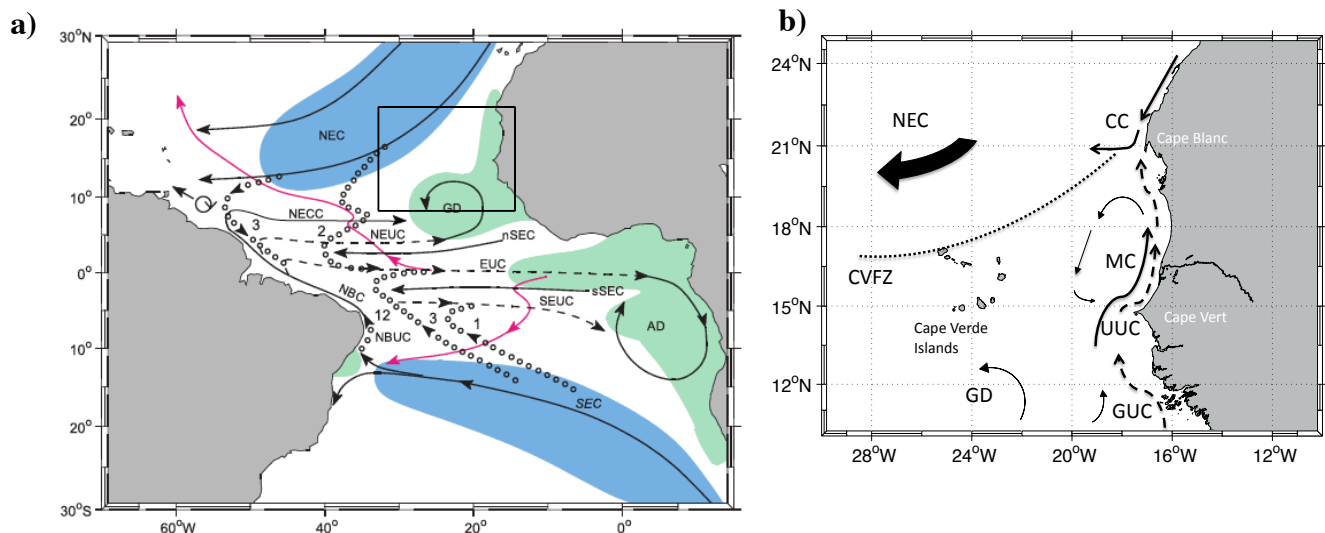 a)
30°N
20°
10°
0°
10°
20°
30°S
60°W
40°
20°
0°
NEC
GD
NECC
3
2
NEUC
nSEC
EUC
NBC
sSEC
SEUC
12
3
1
NBUC
AD
SEC
b)
24°N
21°N
18°N
15°N
12°N
28°W
24°W
20°W
16°W
12°W
NEC
CC
Cape Blanc
CVFZ
MC
Cape Verde
Islands
UUC
Cape Vert
GD
GUC